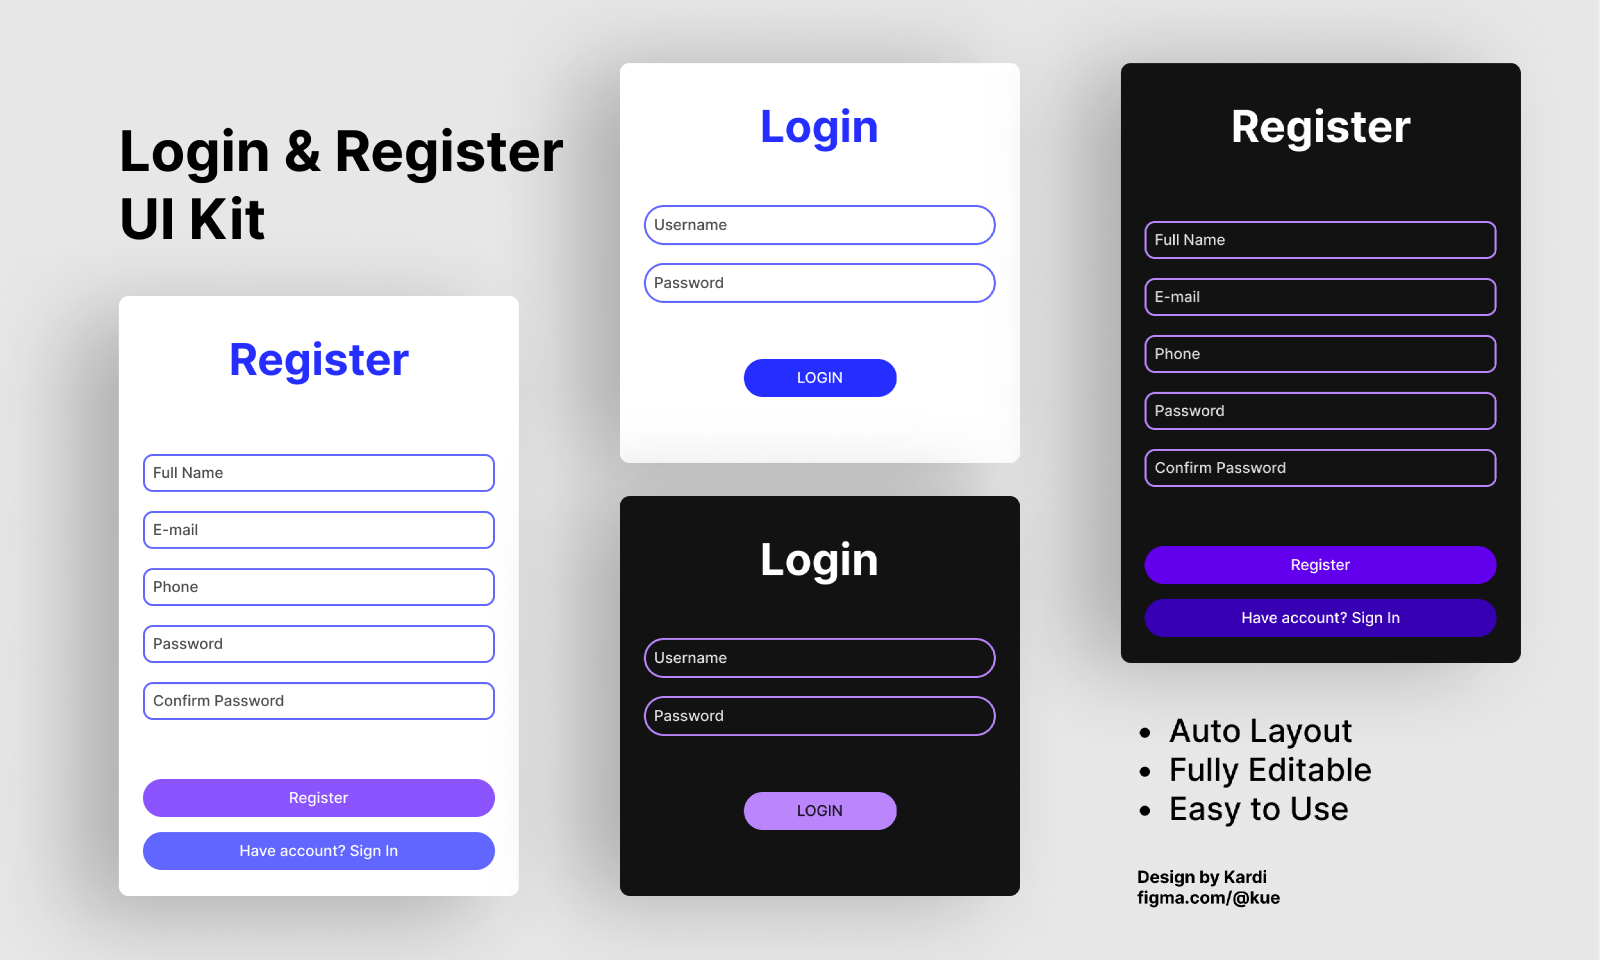 Login & Register
UI Kit
Register
Full Name
E-mail
Phone
Password
Confirm Password
Register
Have account? Sign In
Login
Username
Password
LOGIN
Login
Username
Password
LOGIN
Register
Full Name
E-mail
Phone
Password
Confirm Password
Register
Have account? Sign In
• Auto Layout
• Fully Editable
• Easy to Use
Design by Kardi
figma.com/@kue